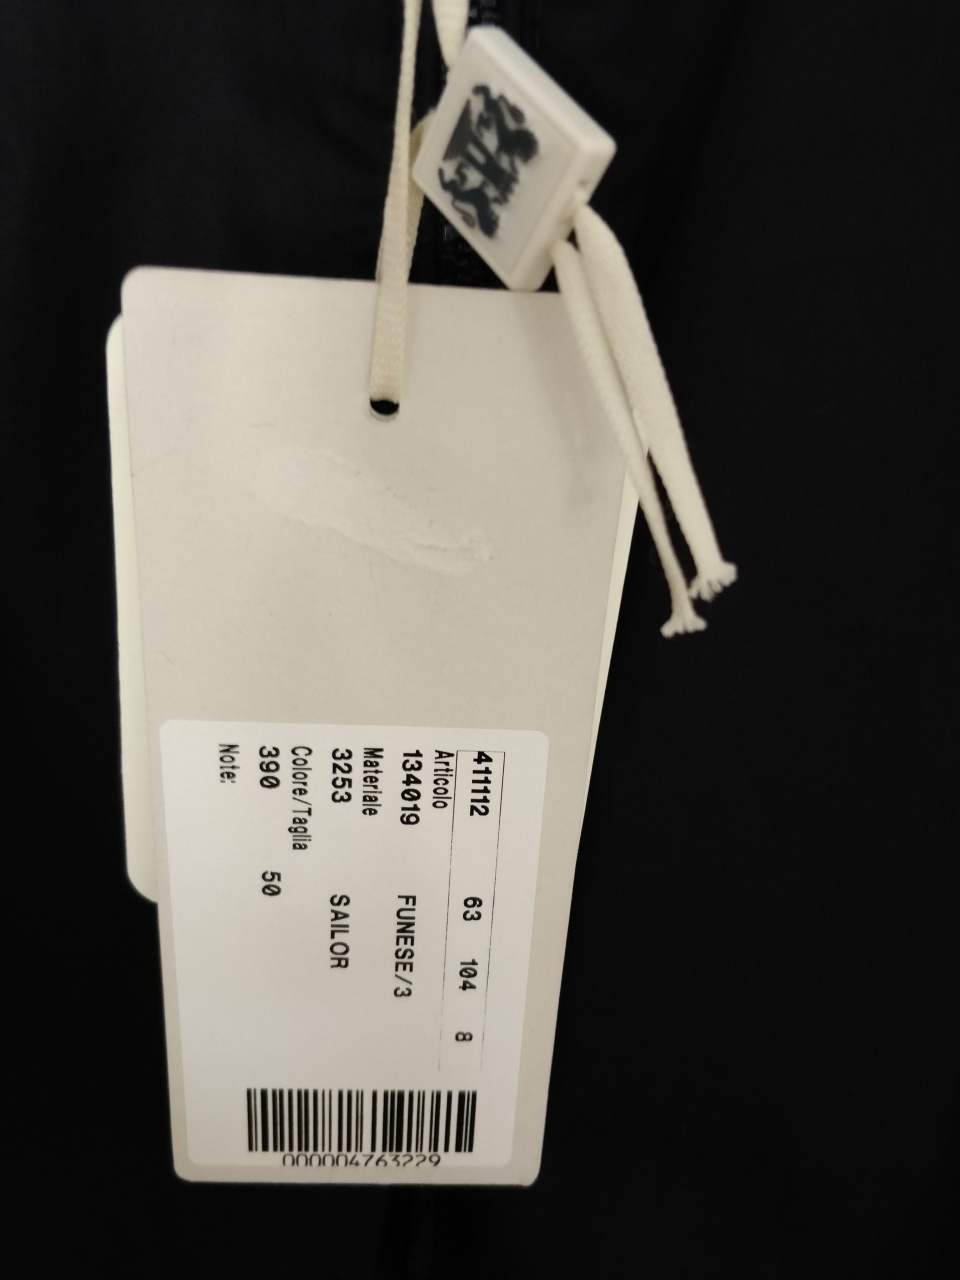 411112 63 104 8
Articolo
134019 FUNESE/3
Materiale
3253 SAILOR
Colore/Taglia
390 50
Note:
000004763229